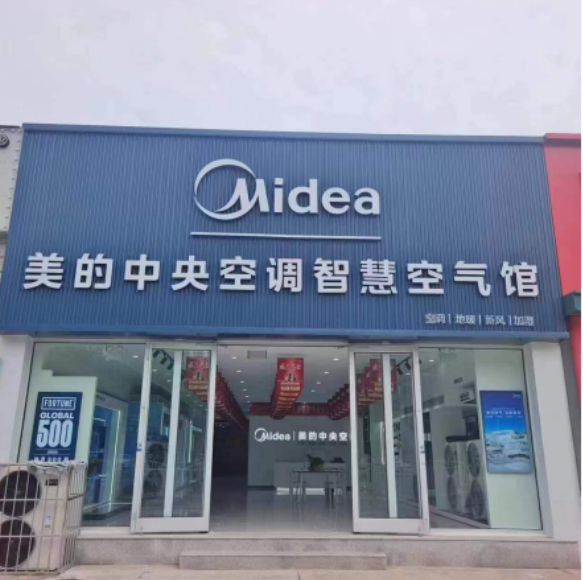 Midea
美的中央空调智慧空气馆
空调 | 地暖 | 新风 | 加湿
FORTUNE
GLOBAL
500
Midea | 美的中央空